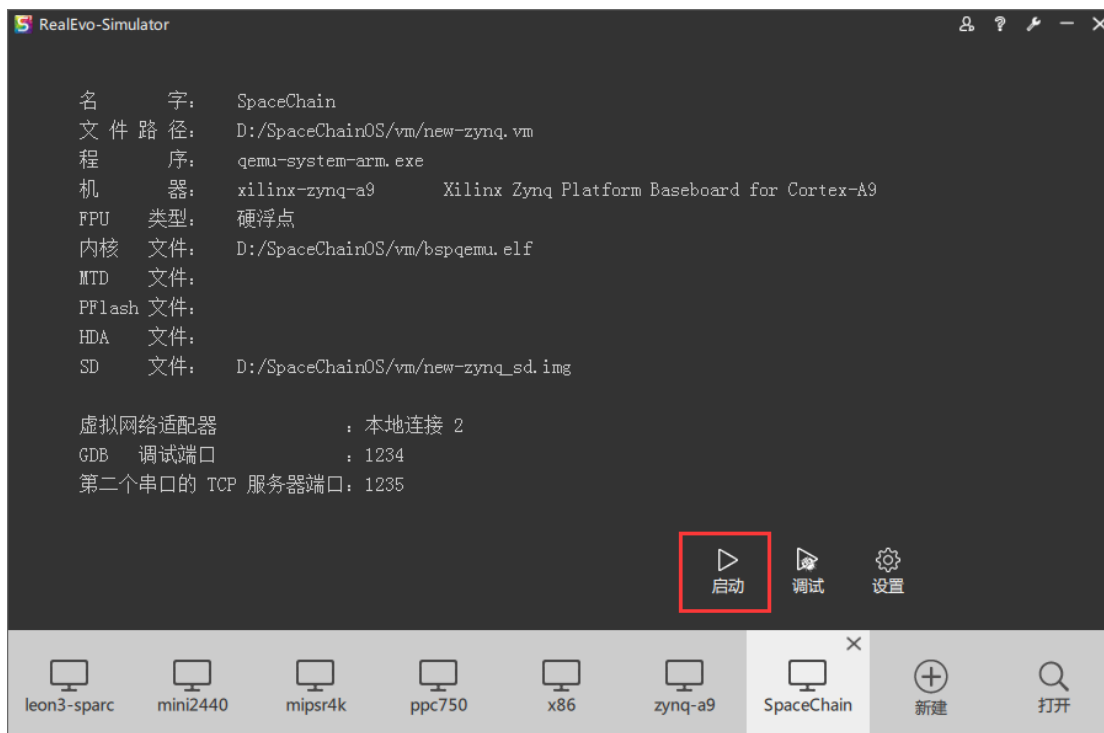 RealEvo-Simulator
名 字: SpaceChain
文 件 路 径: D:/SpaceChainOS/vm/new-zynq.vm
程 序: qemu-system-arm.exe
机 器: xilinx-zynq-a9 Xilinx Zynq Platform Baseboard for Cortex-A9
FPU 类型: 硬浮点
内核 文件: D:/SpaceChainOS/vm/bspqemu.elf
MTD 文件:
PFlash 文件:
HDA 文件:
SD 文件: D:/SpaceChainOS/vm/new-zynq_sd.img
虚拟网络适配器 : 本地连接 2
GDB 调试端口 : 1234
第二个串口的 TCP 服务器端口: 1235
启动 调试 设置
leon3-sparc mini2440 mipsr4k ppc750 x86 zynq-a9 SpaceChain 新建 打开